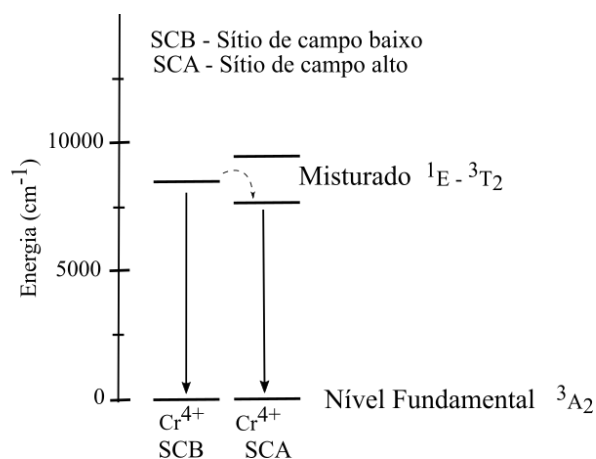 SCB - Sítio de campo baixo
SCA - Sítio de campo alto
Energia (cm⁻¹)
10000
Misturado ¹E - ³T₂
5000
0
Nível Fundamental ³A₂
Cr⁴⁺ Cr⁴⁺
SCB SCA